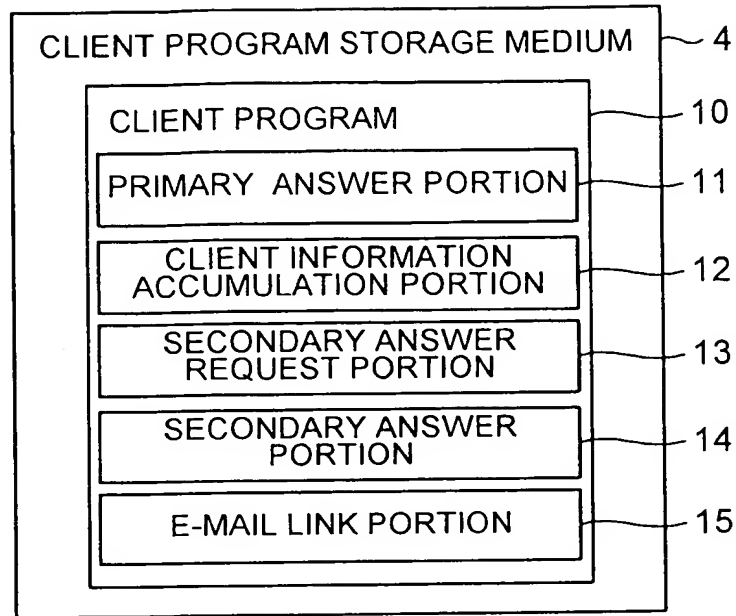 CLIENT PROGRAM STORAGE MEDIUM 4
CLIENT PROGRAM 10
PRIMARY ANSWER PORTION 11
CLIENT INFORMATION
ACCUMULATION PORTION 12
SECONDARY ANSWER
REQUEST PORTION 13
SECONDARY ANSWER
PORTION 14
E-MAIL LINK PORTION 15